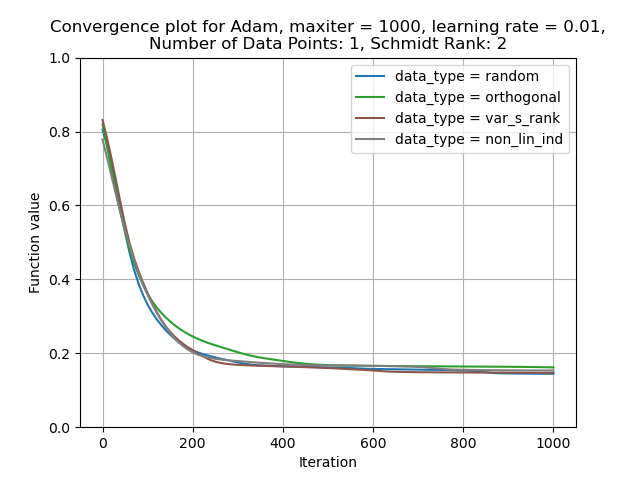 Convergence plot for Adam, maxiter = 1000, learning rate = 0.01,
Number of Data Points: 1, Schmidt Rank: 2
1.0
0.8
0.6
0.4
0.2
0.0
Function value
data_type = random
data_type = orthogonal
data_type = var_s_rank
data_type = non_lin_ind
0 200 400 600 800 1000
Iteration